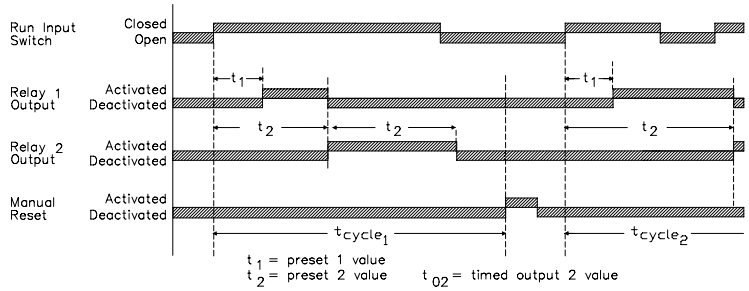 Run Input Switch
Closed
Open
t1
t1
Relay 1 Output
Activated
Deactivated
t2
t2
t2
Relay 2 Output
Activated
Deactivated
Manual Reset
Activated
Deactivated
tcycle1
tcycle2
t1 = preset 1 value
t2 = preset 2 value
t02 = timed output 2 value